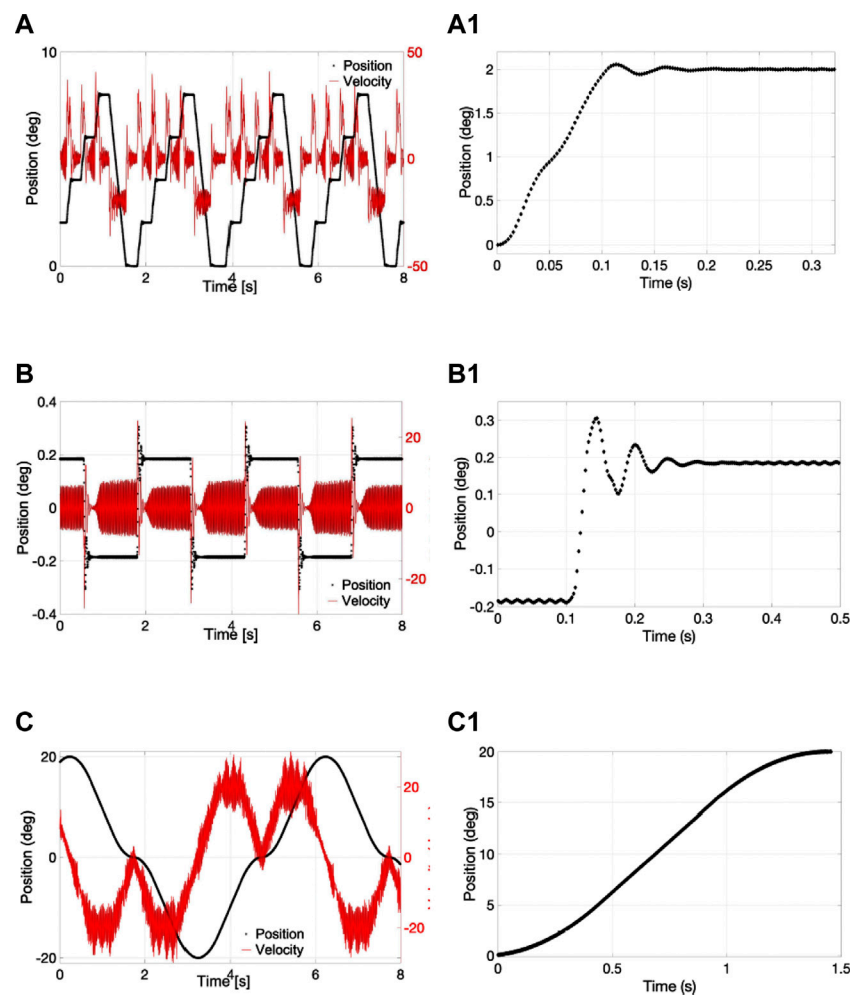 A
10
0
Position (deg)
Position
Velocity
50
0
-50
0
2
4
6
8
Time [s]
A1
2
1.5
1
0.5
0
Position (deg)
0
0.05
0.1
0.15
0.2
0.25
0.3
Time (s)
B
0.4
0.2
0
-0.2
-0.4
Position (deg)
20
0
-20
Position
Velocity
0
2
4
6
8
Time [s]
B1
0.3
0.2
0.1
0
-0.1
-0.2
Position (deg)
0
0.1
0.2
0.3
0.4
0.5
Time (s)
C
20
0
-20
Position (deg)
20
0
-20
Position
Velocity
0
2
4
6
8
Time [s]
C1
20
15
10
5
0
Position (deg)
0
0.5
1
1.5
Time (s)